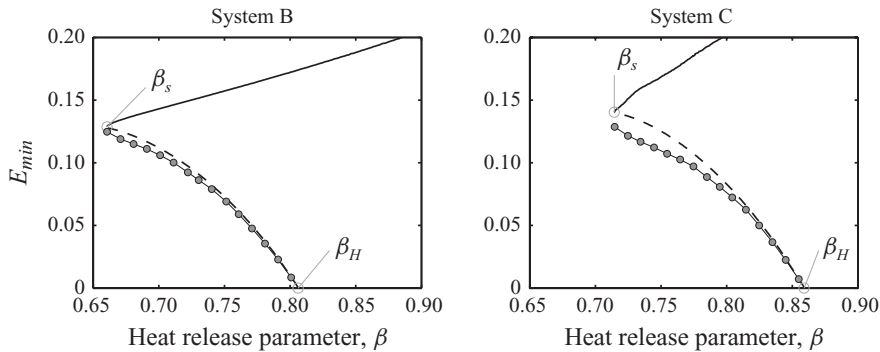 System B
0.20
0.15
0.10
0.05
0
E_min
β_s
β_H
0.65 0.70 0.75 0.80 0.85 0.90
Heat release parameter, β
System C
0.20
0.15
0.10
0.05
0
β_s
β_H
0.65 0.70 0.75 0.80 0.85 0.90
Heat release parameter, β